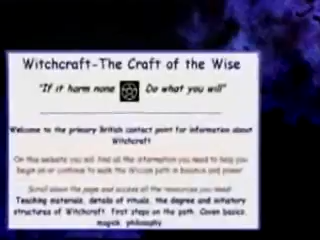 Witchcraft-The Craft of the Wise
"If it harm none Do what you will"
Welcome to the primary British contact point for information about
Witchcraft
On this website you will find all the information you need to help you
begin on or continue to walk the Wiccan path in balance and power
Scroll down the page and access all the resources you need
Teaching materials, details of rituals, the degree and initatory
structures of Witchcraft. First steps on the path. Coven basics,
magick, philosophy